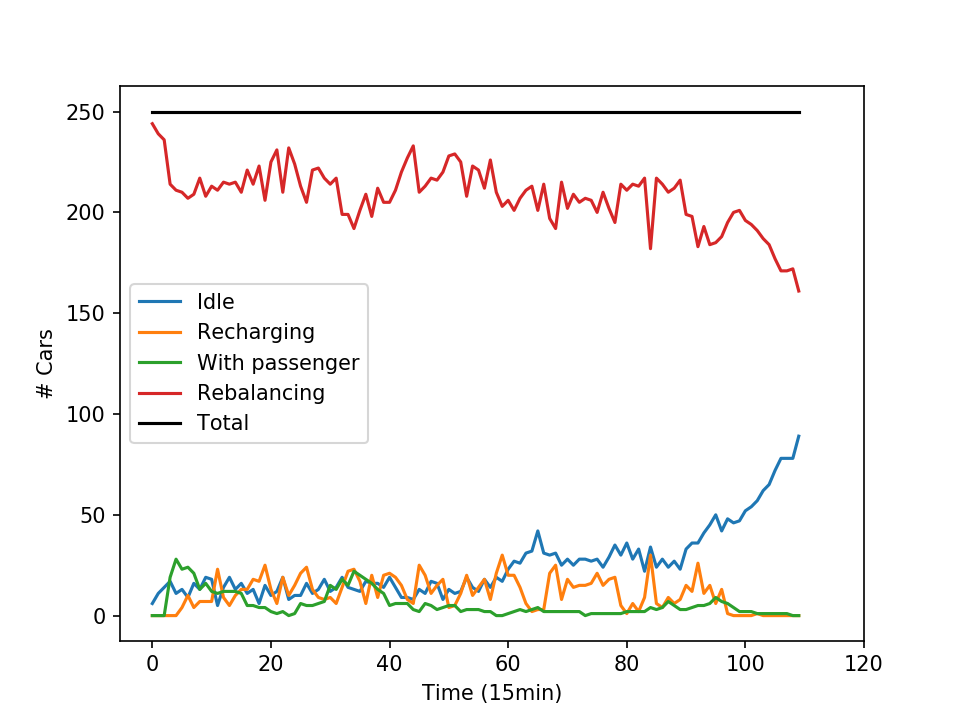 250
200
150
100
50
0
# Cars
Idle
Recharging
With passenger
Rebalancing
Total
0 20 40 60 80 100 120
Time (15min)